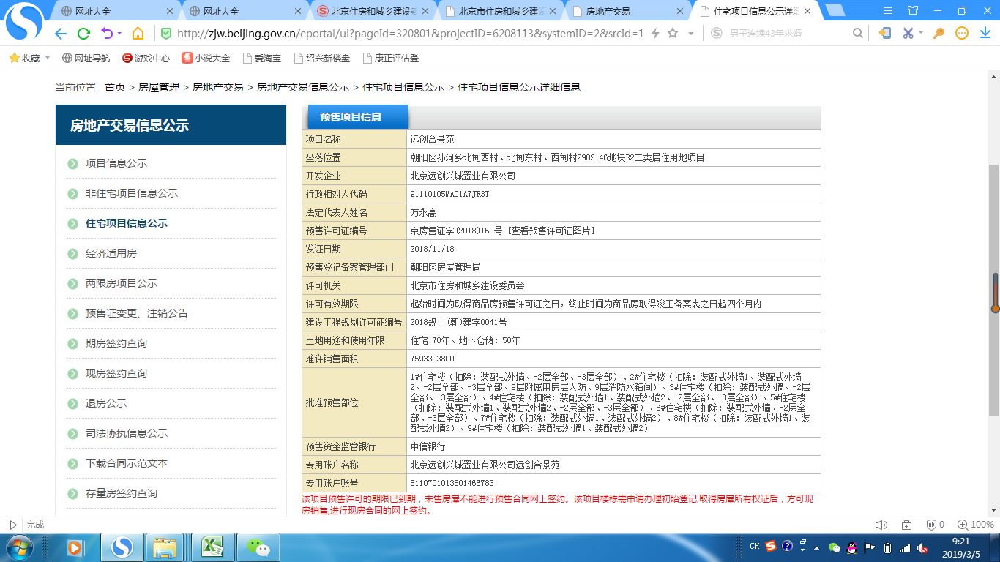 网址大全
网址大全
北京住房和城乡建设委
北京市住房和城乡建设
房地产交易
住宅项目信息公示详细
http://zjw.beijing.gov.cn/eportal/ui?pageId=320801&projectID=6208113&systemID=2&srcId=1
男子连续43年求婚
收藏
网址导航
游戏中心
小说大全
爱淘宝
绍兴新楼盘
康正评估登
当前位置 首页 > 房屋管理 > 房地产交易 > 房地产交易信息公示 > 住宅项目信息公示 > 住宅项目信息公示详细信息
房地产交易信息公示
项目信息公示
非住宅项目信息公示
住宅项目信息公示
经济适用房
两限房项目公示
预售证变更、注销公告
期房签约查询
现房签约查询
退房公示
司法协执信息公示
下载合同示范文本
存量房签约查询
预售项目信息
项目名称 远创合景苑
坐落位置 朝阳区孙河乡北甸西村、北甸东村、西甸村2902-46地块R2二类居住用地项目
开发企业 北京远创兴城置业有限公司
行政相对人代码 91110105MA01A7JR3T
法定代表人姓名 方永高
预售许可证编号 京房售证字(2018)160号 [查看预售许可证图片]
发证日期 2018/11/18
预售登记备案管理部门 朝阳区房屋管理局
许可机关 北京市住房和城乡建设委员会
许可有效期限 起始时间为取得商品房预售许可证之日，终止时间为商品房取得竣工备案表之日起四个月内
建设工程规划许可证编号 2018规土(朝)建字0041号
土地用途和使用年限 住宅:70年、地下仓储：50年
准许销售面积 75933.3800
批准预售部位
1#住宅楼（扣除：装配式外墙、-2层全部、-3层全部）、2#住宅楼（扣除：装配式外墙1、装配式外墙
2、-2层全部、-3层全部、9层附属用房层人防、9层消防水箱间）、3#住宅楼（扣除：装配式外墙、-2层
全部、-3层全部）、4#住宅楼（扣除：装配式外墙1、装配式外墙2、-2层全部、-3层全部）、5#住宅楼
（扣除：装配式外墙1、装配式外墙2、-2层全部、-3层全部）、6#住宅楼（扣除：装配式外墙、-2层全
部、-3层全部）、7#住宅楼（扣除：装配式外墙1、装配式外墙2）、8#住宅楼（扣除：装配式外墙1、装
配式外墙2）、9#住宅楼（扣除：装配式外墙1、装配式外墙2）
预售资金监管银行 中信银行
专用账户名称 北京远创兴城置业有限公司远创合景苑
专用账户账号 8110701013501466783
该项目预售许可的期限已到期，未售房屋不能进行预售合同网上签约。该项目楼栋需申请办理初始登记,取得房屋所有权证后，方可现
房销售,进行现房合同的网上签约。
完成
0
100%
CH
9:21
2019/3/5